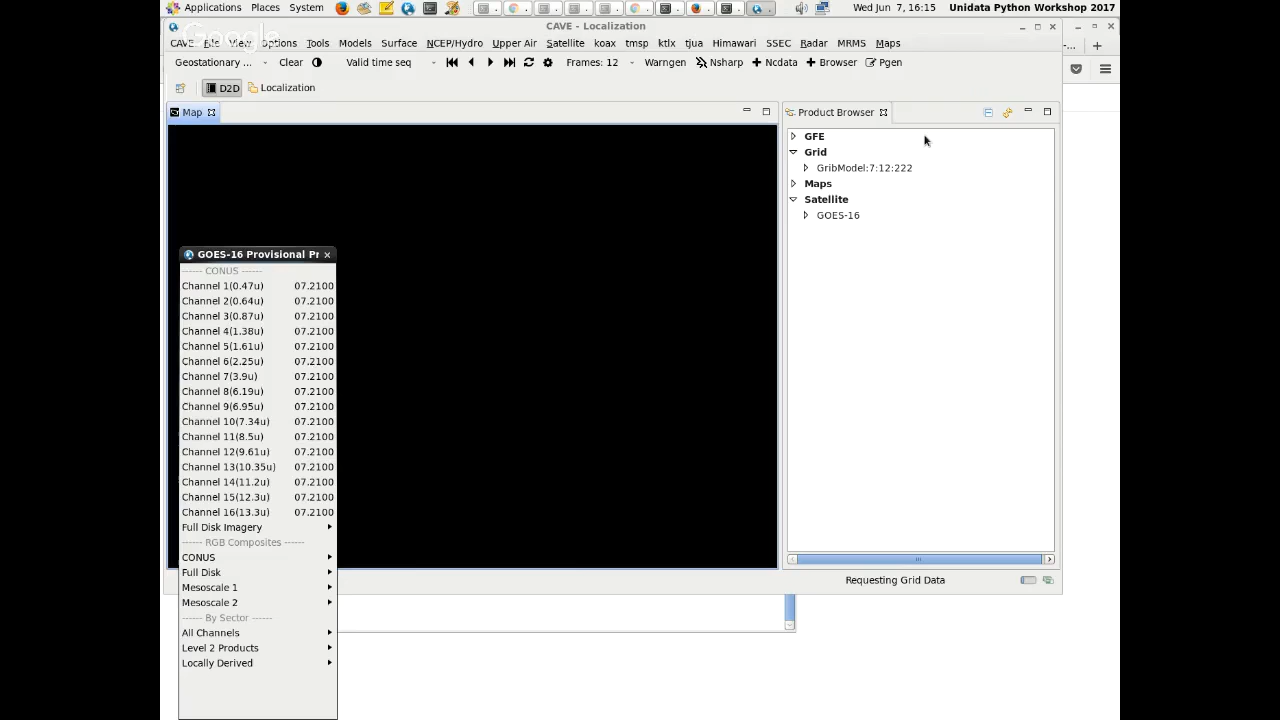 Applications Places System Wed Jun 7, 16:15 Unidata Python Workshop 2017
CAVE - Localization
Google
CAVE File View Options Tools Models Surface NCEP/Hydro Upper Air Satellite koax tmsp ktlx tjua Himawari SSEC Radar MRMS Maps
Geostationary ... Clear Valid time seq Frames: 12 Warngen Nsharp Ncdata Browser Pgen
D2D Localization
Map
Product Browser
GFE
Grid
GribModel:7:12:222
Maps
Satellite
GOES-16
GOES-16 Provisional Pr
------ CONUS ------
Channel 1(0.47u) 07.2100
Channel 2(0.64u) 07.2100
Channel 3(0.87u) 07.2100
Channel 4(1.38u) 07.2100
Channel 5(1.61u) 07.2100
Channel 6(2.25u) 07.2100
Channel 7(3.9u) 07.2100
Channel 8(6.19u) 07.2100
Channel 9(6.95u) 07.2100
Channel 10(7.34u) 07.2100
Channel 11(8.5u) 07.2100
Channel 12(9.61u) 07.2100
Channel 13(10.35u) 07.2100
Channel 14(11.2u) 07.2100
Channel 15(12.3u) 07.2100
Channel 16(13.3u) 07.2100
Full Disk Imagery
------ RGB Composites ------
CONUS
Full Disk
Mesoscale 1
Mesoscale 2
------ By Sector ------
All Channels
Level 2 Products
Locally Derived
Requesting Grid Data